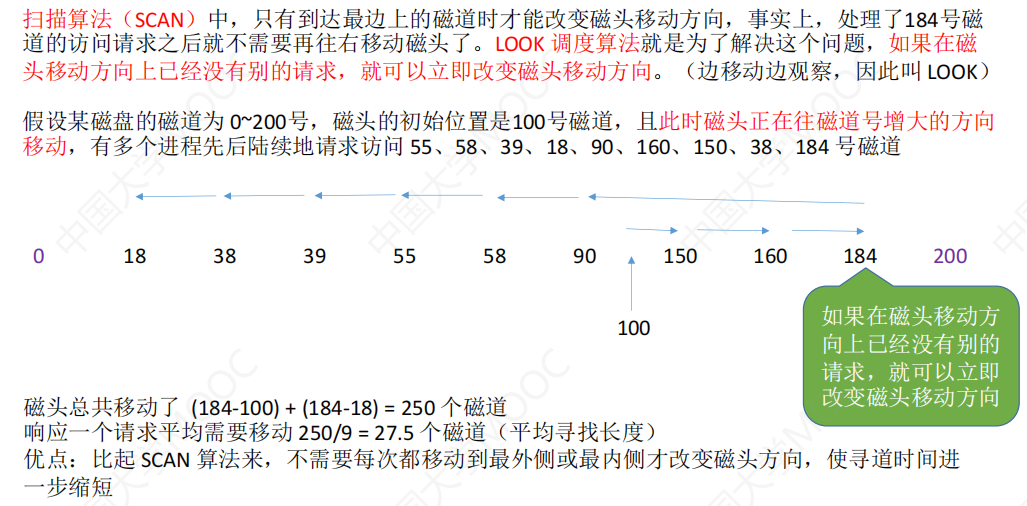 扫描算法（SCAN）中，只有到达最边上的磁道时才能改变磁头移动方向，事实上，处理了184号磁
道的访问请求之后就不需要再往右移动磁头了。LOOK 调度算法就是为了解决这个问题，如果在磁
头移动方向上已经没有别的请求，就可以立即改变磁头移动方向。（边移动边观察，因此叫 LOOK）
假设某磁盘的磁道为 0~200号，磁头的初始位置是100号磁道，且此时磁头正在往磁道号增大的方向
移动，有多个进程先后陆续地请求访问 55、58、39、18、90、160、150、38、184 号磁道
0 18 38 39 55 58 90 150 160 184 200
100
如果在磁头移动方
向上已经没有别的
请求，就可以立即
改变磁头移动方向
磁头总共移动了 (184-100) + (184-18) = 250 个磁道
响应一个请求平均需要移动 250/9 = 27.5 个磁道（平均寻找长度）
优点：比起 SCAN 算法来，不需要每次都移动到最外侧或最内侧才改变磁头方向，使寻道时间进
一步缩短
中国大学MOOC